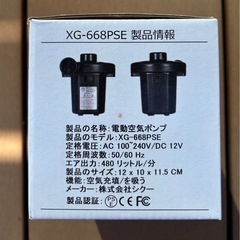 XG-668PSE 製品情報
製品の名称：電動空気ポンプ
製品のモデル：XG-668PSE
定格電圧：AC 100~240V/DC 12V
定格周波数：50/60 Hz
エアー出力：480 リットル/分
製品のサイズ：12 x 10 x 11.5 CM
機能：空気充填/を吸う
メーカー：株式会社シクター
製品認証：